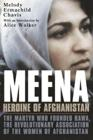 Melody
Ermachild
Chavis
With an Introduction by
Alice Walker
MEENA
HEROINE OF AFGHANISTAN
THE MARTYR WHO FOUNDED RAWA,
THE REVOLUTIONARY ASSOCIATION
OF THE WOMEN OF AFGHANISTAN